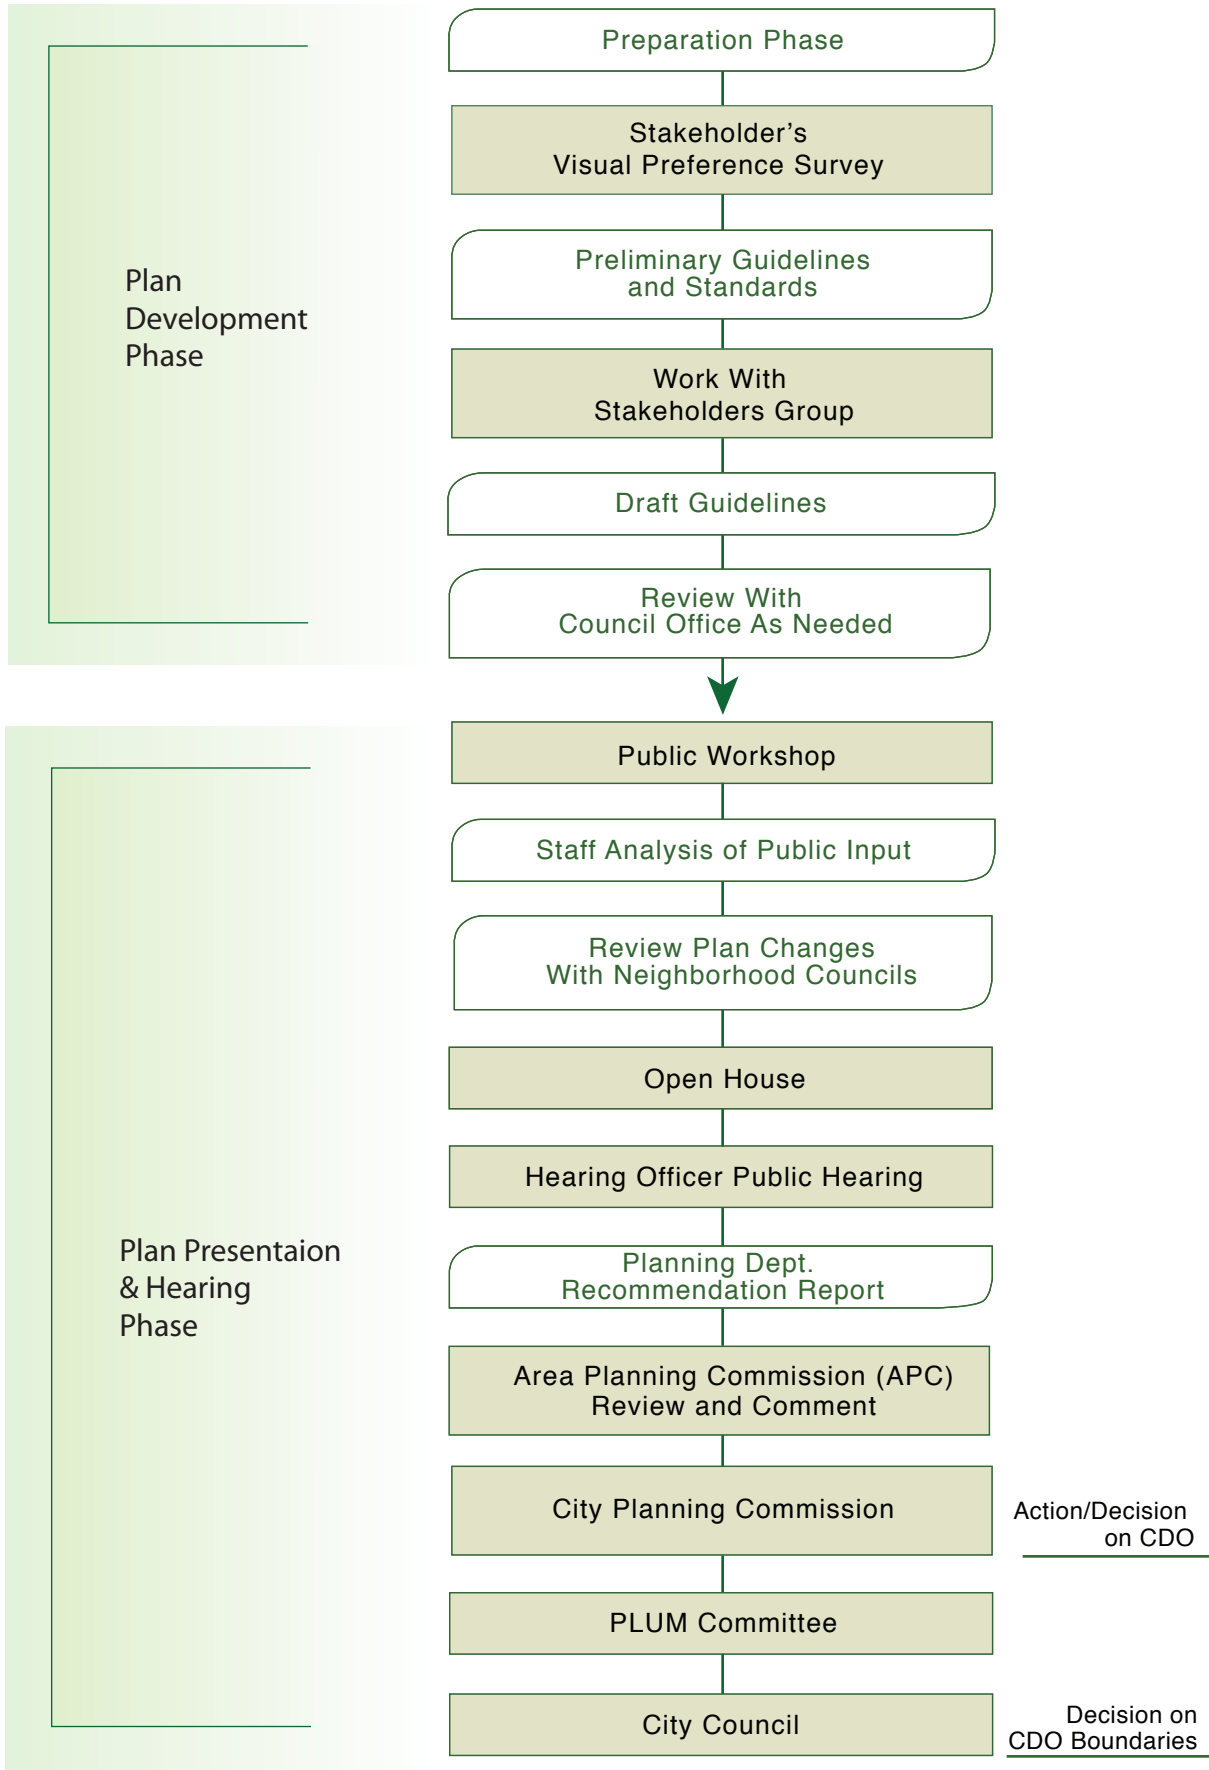 Preparation Phase
Stakeholder’s
Visual Preference Survey
Preliminary Guidelines
and Standards
Plan
Development
Phase
Work With
Stakeholders Group
Draft Guidelines
Review With
Council Office As Needed
Public Workshop
Staff Analysis of Public Input
Review Plan Changes
With Neighborhood Councils
Open House
Hearing Officer Public Hearing
Plan Presentaion
& Hearing
Phase
Planning Dept.
Recommendation Report
Area Planning Commission (APC)
Review and Comment
City Planning Commission
Action/Decision
on CDO
PLUM Committee
City Council
Decision on
CDO Boundaries